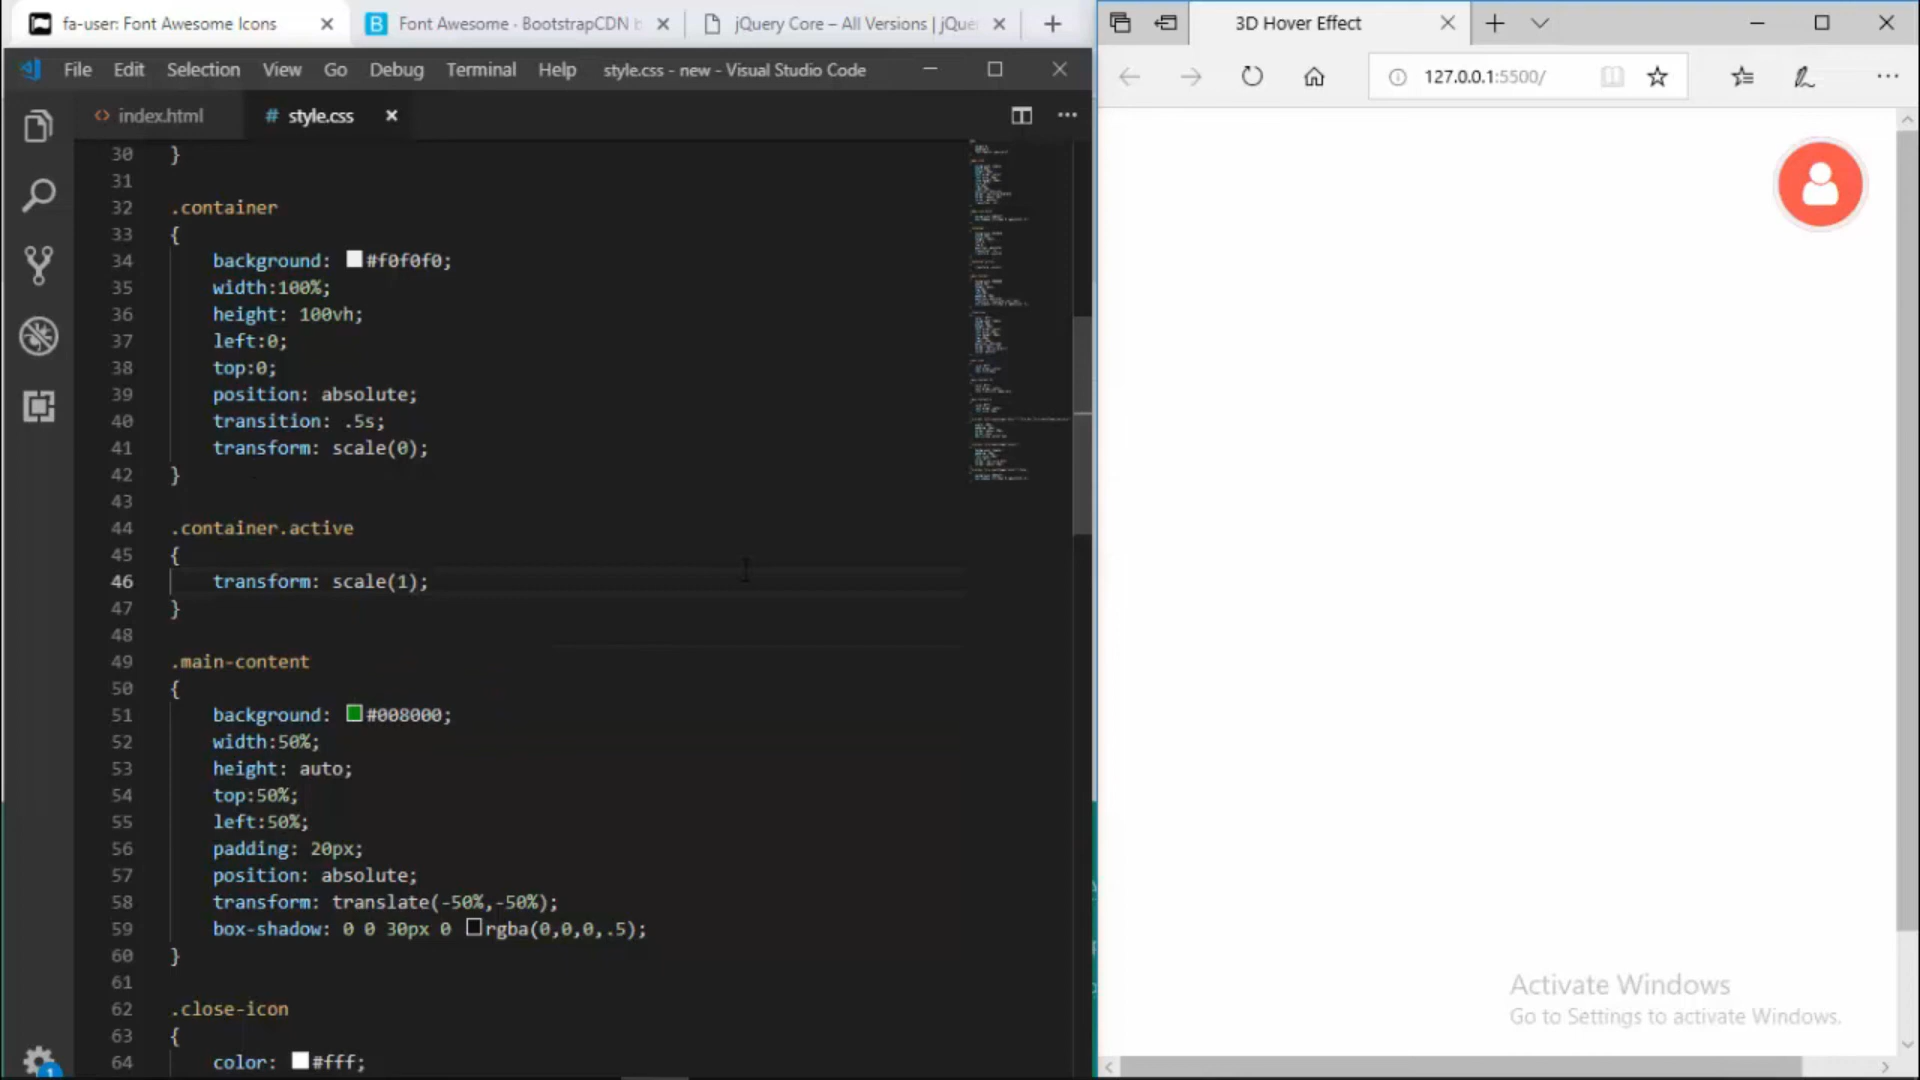 fa-user: Font Awesome Icons
Font Awesome · BootstrapCDN b
jQuery Core – All Versions | jQue
3D Hover Effect
File Edit Selection View Go Debug Terminal Help style.css - new - Visual Studio Code
127.0.0.1:5500/
<> index.html
# style.css
30 }
31
32 .container
33 {
34 background: #f0f0f0;
35 width:100%;
36 height: 100vh;
37 left:0;
38 top:0;
39 position: absolute;
40 transition: .5s;
41 transform: scale(0);
42 }
43
44 .container.active
45 {
46 transform: scale(1);
47 }
48
49 .main-content
50 {
51 background: #008000;
52 width:50%;
53 height: auto;
54 top:50%;
55 left:50%;
56 padding: 20px;
57 position: absolute;
58 transform: translate(-50%,-50%);
59 box-shadow: 0 0 30px 0 rgba(0,0,0,.5);
60 }
61
62 .close-icon
63 {
64 color: #fff;
1
Activate Windows
Go to Settings to activate Windows.